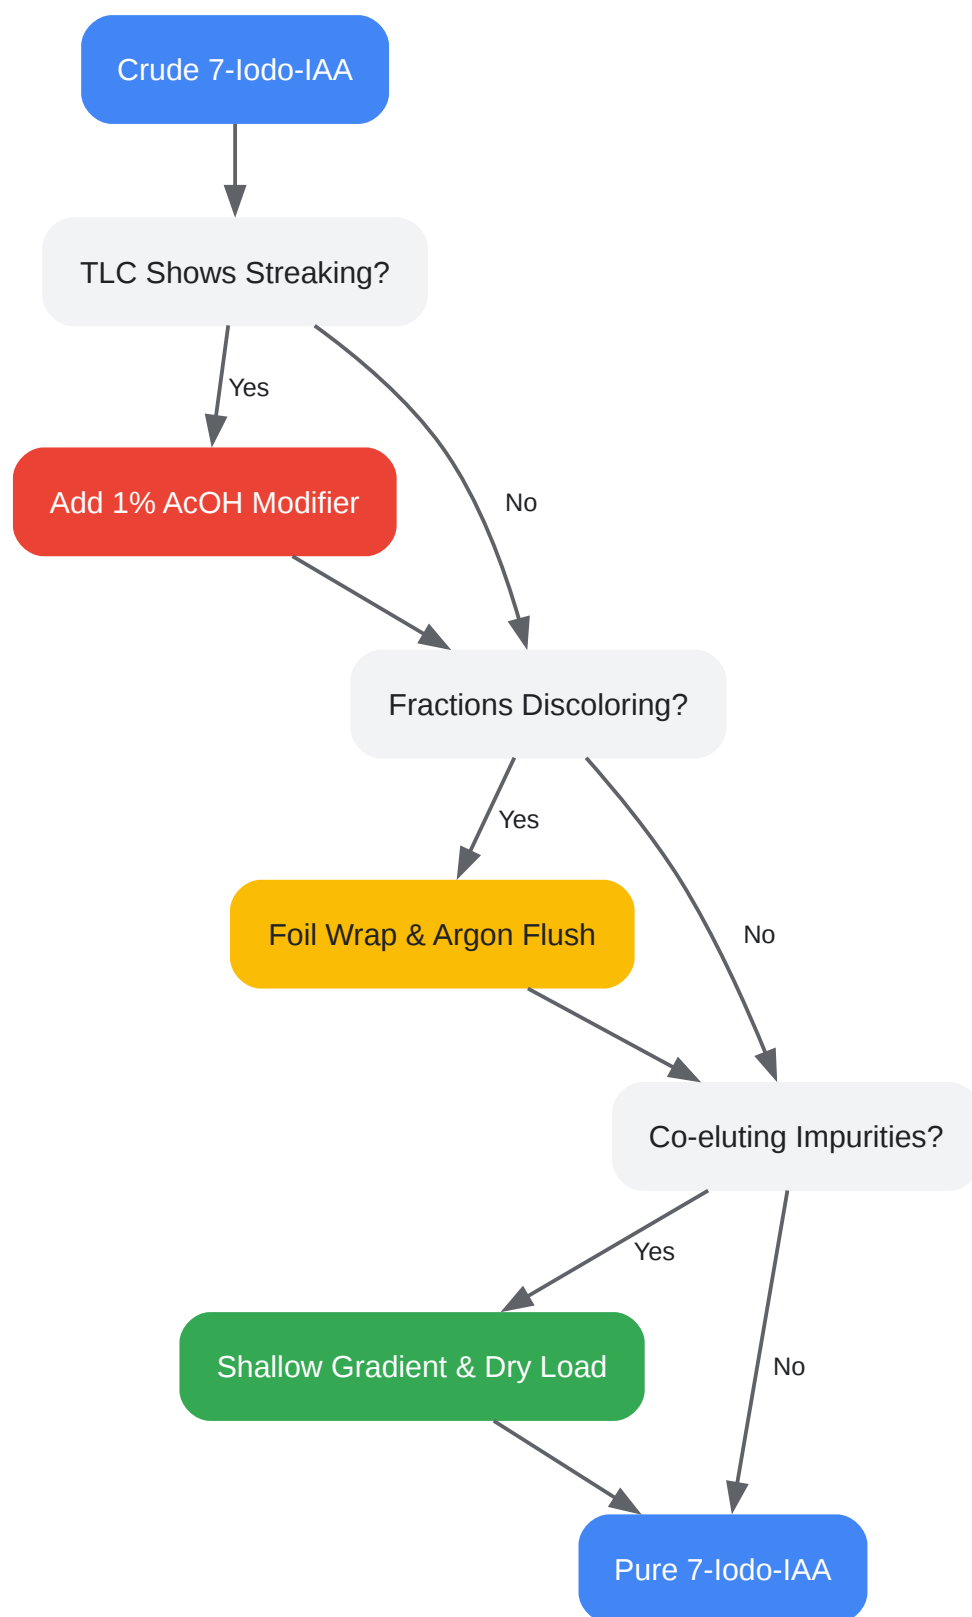 Crude 7-Iodo-IAA
TLC Shows Streaking?
Yes
Add 1% AcOH Modifier
No
Fractions Discoloring?
Yes
Foil Wrap & Argon Flush
No
Co-eluting Impurities?
Yes
Shallow Gradient & Dry Load
No
Pure 7-Iodo-IAA